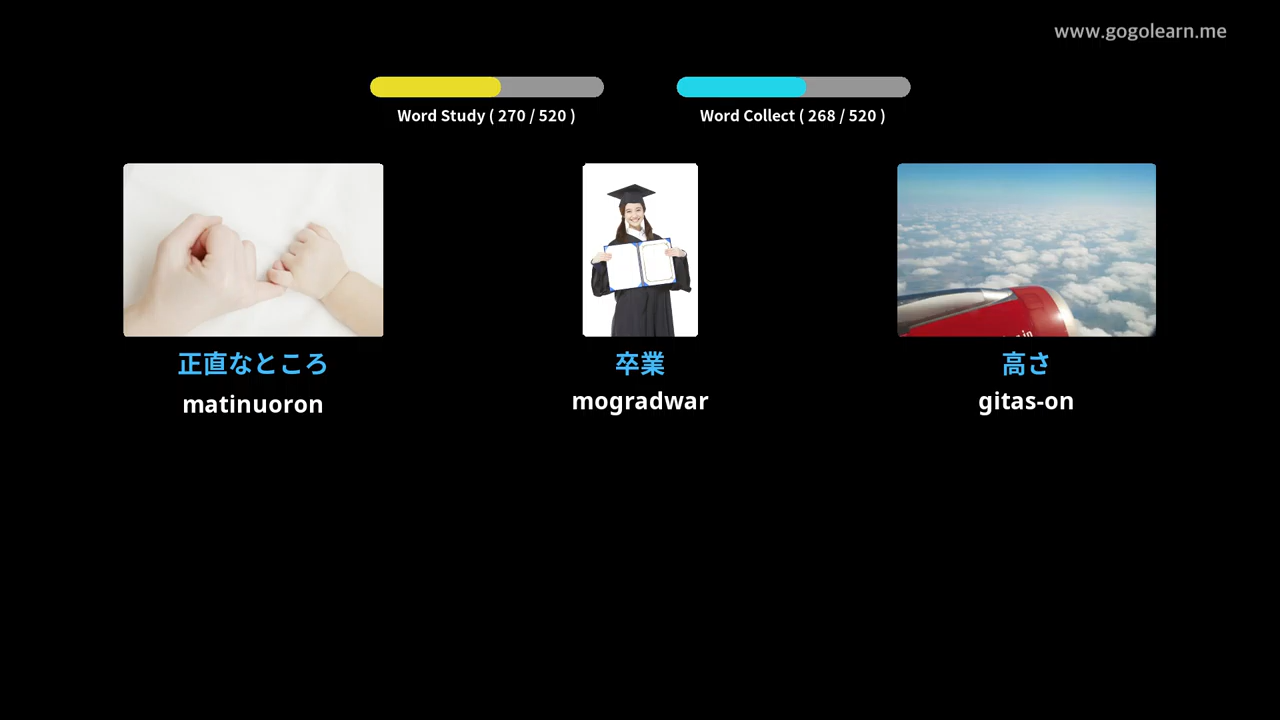 www.gogolearn.me
Word Study ( 270 / 520 )
Word Collect ( 268 / 520 )
正直なところ
matinuoron
卒業
mogradwar
高さ
gitas-on